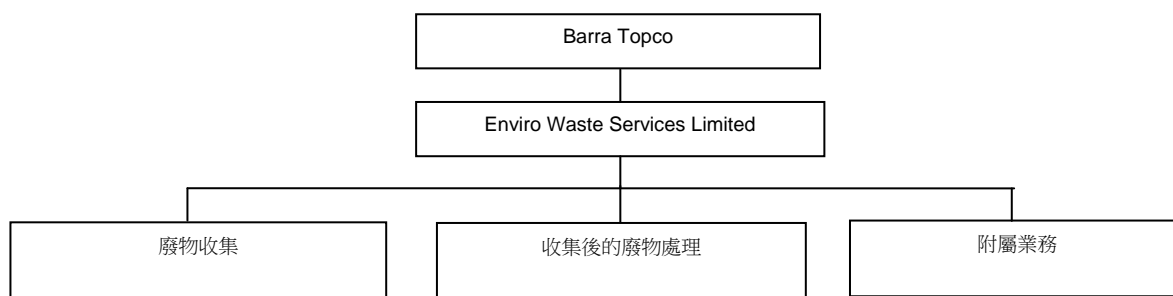 Barra Topco
Enviro Waste Services Limited
廢物收集
收集後的廢物處理
附屬業務